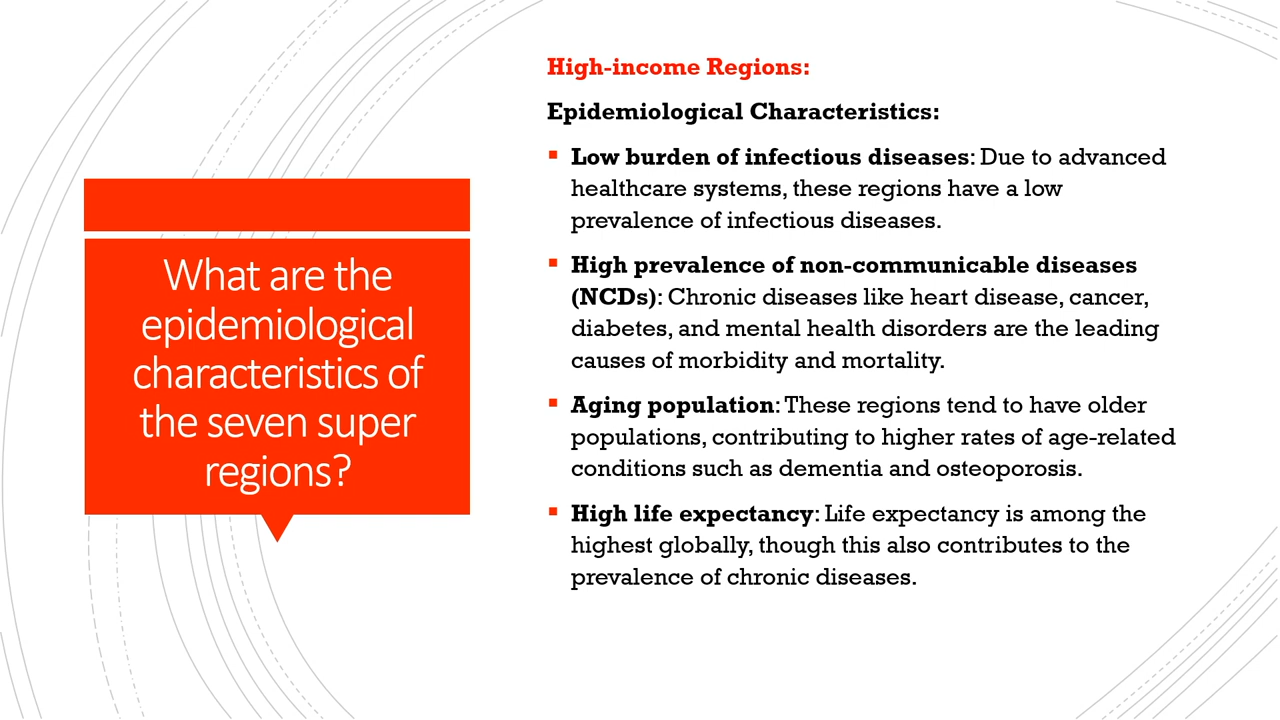 What are the
epidemiological
characteristics of
the seven super
regions?
High-income Regions:
Epidemiological Characteristics:
▪ Low burden of infectious diseases: Due to advanced
healthcare systems, these regions have a low
prevalence of infectious diseases.
▪ High prevalence of non-communicable diseases
(NCDs): Chronic diseases like heart disease, cancer,
diabetes, and mental health disorders are the leading
causes of morbidity and mortality.
▪ Aging population: These regions tend to have older
populations, contributing to higher rates of age-related
conditions such as dementia and osteoporosis.
▪ High life expectancy: Life expectancy is among the
highest globally, though this also contributes to the
prevalence of chronic diseases.